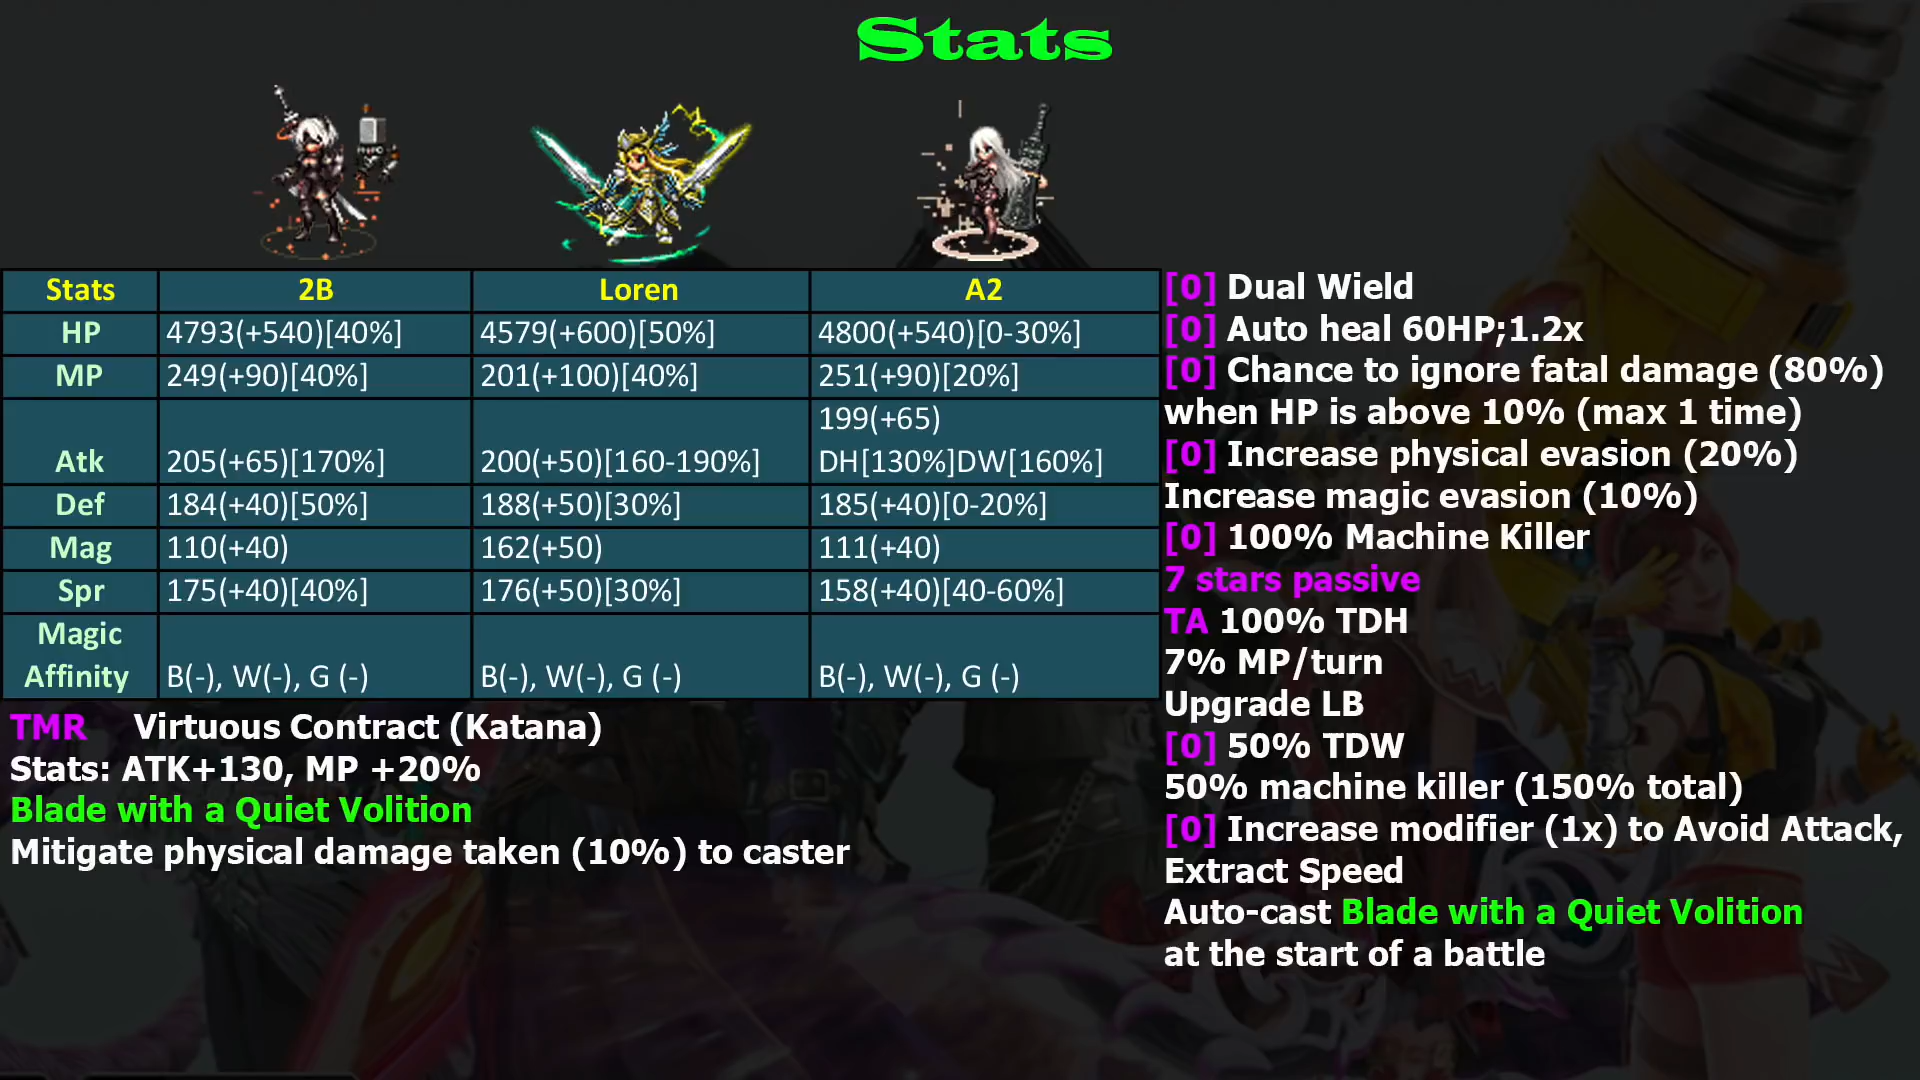 Stats
Stats 2B Loren A2
HP 4793(+540)[40%] 4579(+600)[50%] 4800(+540)[0-30%]
MP 249(+90)[40%] 201(+100)[40%] 251(+90)[20%]
199(+65)
Atk 205(+65)[170%] 200(+50)[160-190%] DH[130%]DW[160%]
Def 184(+40)[50%] 188(+50)[30%] 185(+40)[0-20%]
Mag 110(+40) 162(+50) 111(+40)
Spr 175(+40)[40%] 176(+50)[30%] 158(+40)[40-60%]
Magic
Affinity B(-), W(-), G (-) B(-), W(-), G (-) B(-), W(-), G (-)
TMR Virtuous Contract (Katana)
Stats: ATK+130, MP +20%
Blade with a Quiet Volition
Mitigate physical damage taken (10%) to caster
[0] Dual Wield
[0] Auto heal 60HP;1.2x
[0] Chance to ignore fatal damage (80%)
when HP is above 10% (max 1 time)
[0] Increase physical evasion (20%)
Increase magic evasion (10%)
[0] 100% Machine Killer
7 stars passive
TA 100% TDH
7% MP/turn
Upgrade LB
[0] 50% TDW
50% machine killer (150% total)
[0] Increase modifier (1x) to Avoid Attack,
Extract Speed
Auto-cast Blade with a Quiet Volition
at the start of a battle